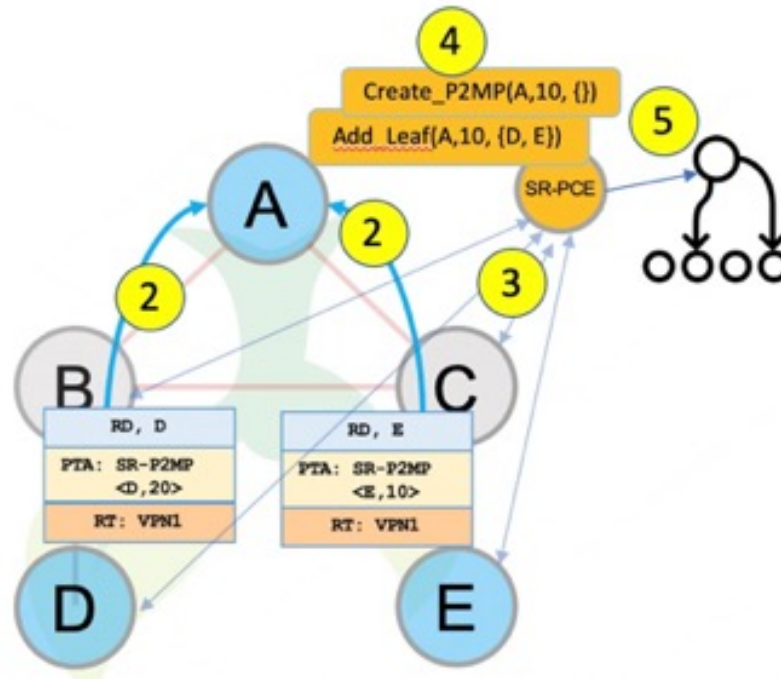 4
Create_P2MP(A,10, {})
Add_Leaf(A,10, {D, E})
5
A
SR-PCE
2
2
3
B
C
RD, D
PTA: SR-P2MP
<D,20>
RT: VPN1
RD, E
PTA: SR-P2MP
<E,10>
RT: VPN1
D
E